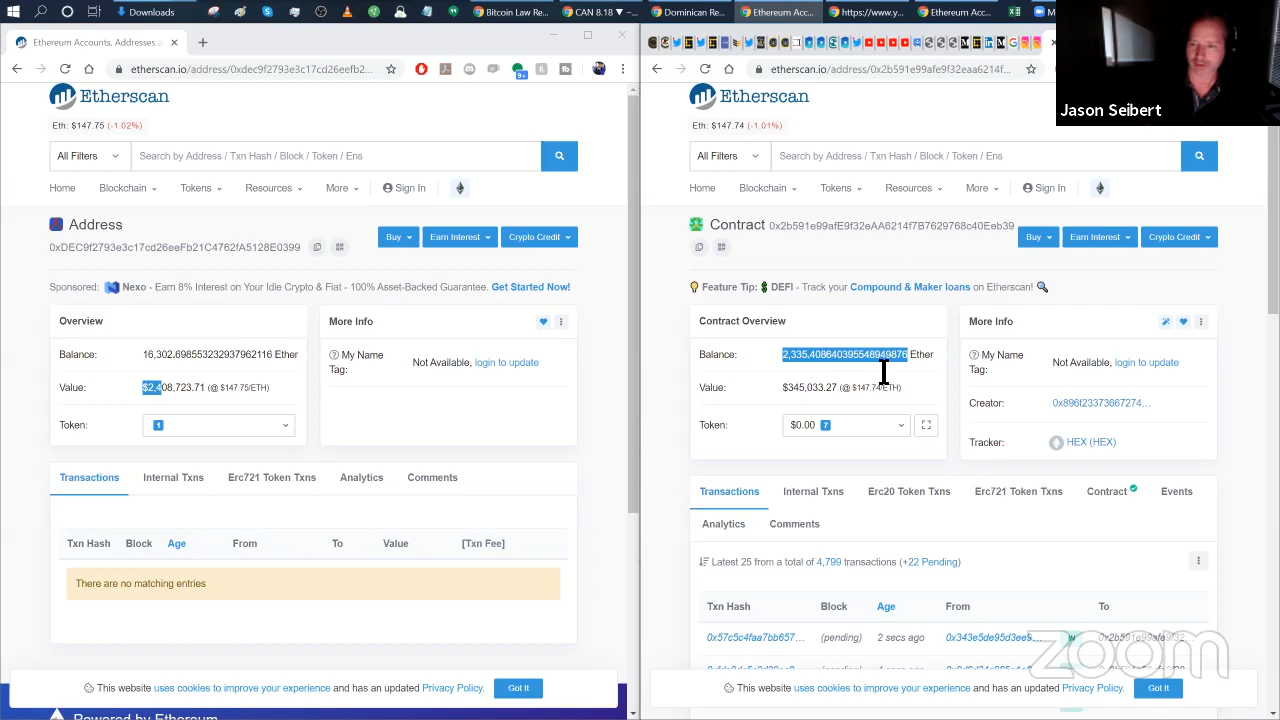 Bitcoin Law Re
CAN 8.18
Dominican
Ethereum Acc
https://www.y
Ethereum Acc
Ethereum Accounts, Addresses a
etherscan.io/address/0xdec9f2793e3c17cd26ee...
9+
etherscan.io/address/0x2b591e99afe9f32eaa6214f...
Jason Seibert
Etherscan
Eth: $147.75 (-1.02%)
All Filters
Search by Address / Txn Hash / Block / Token / Ens
Home
Blockchain
Tokens
Resources
More
Sign In
Address
0xDEC9f2793e3c17cd26eeFb21C4762fA5128E0399
Buy
Earn Interest
Crypto Credit
Sponsored: Nexo - Earn 8% Interest on Your Idle Crypto & Fiat - 100% Asset-Backed Guarantee. Get Started Now!
Overview
Balance: 16,302.698553232937962116 Ether
Value: $2,408,723.71 (@ $147.75/ETH)
Token: 1
More Info
My Name Tag: Not Available, login to update
Transactions
Internal Txns
Erc721 Token Txns
Analytics
Comments
Txn Hash
Block
Age
From
To
Value
[Txn Fee]
There are no matching entries
This website uses cookies to improve your experience and has an updated Privacy Policy.
Got It
Powered by Ethereum
Etherscan
Eth: $147.74 (-1.01%)
All Filters
Search by Address / Txn Hash / Block / Token / Ens
Home
Blockchain
Tokens
Resources
More
Sign In
Contract 0x2b591e99afE9f32eAA6214f7B7629768c40Eeb39
Buy
Earn Interest
Crypto Credit
Feature Tip: DEFI - Track your Compound & Maker loans on Etherscan!
Contract Overview
Balance: 2,335.408640395548949876 Ether
Value: $345,033.27 (@ $147.74/ETH)
Token: $0.00 7
More Info
My Name Tag: Not Available, login to update
Creator: 0x896f23373667274...
Tracker: HEX (HEX)
Transactions
Internal Txns
Erc20 Token Txns
Erc721 Token Txns
Contract
Events
Analytics
Comments
Latest 25 from a total of 4,799 transactions (+22 Pending)
Txn Hash
Block
Age
From
To
0x57c5c4faa7bb657...
(pending)
2 secs ago
0x343e5de95d3ee9...
0x2b591e99afe9f32...
zoom
This website uses cookies to improve your experience and has an updated Privacy Policy.
Got It